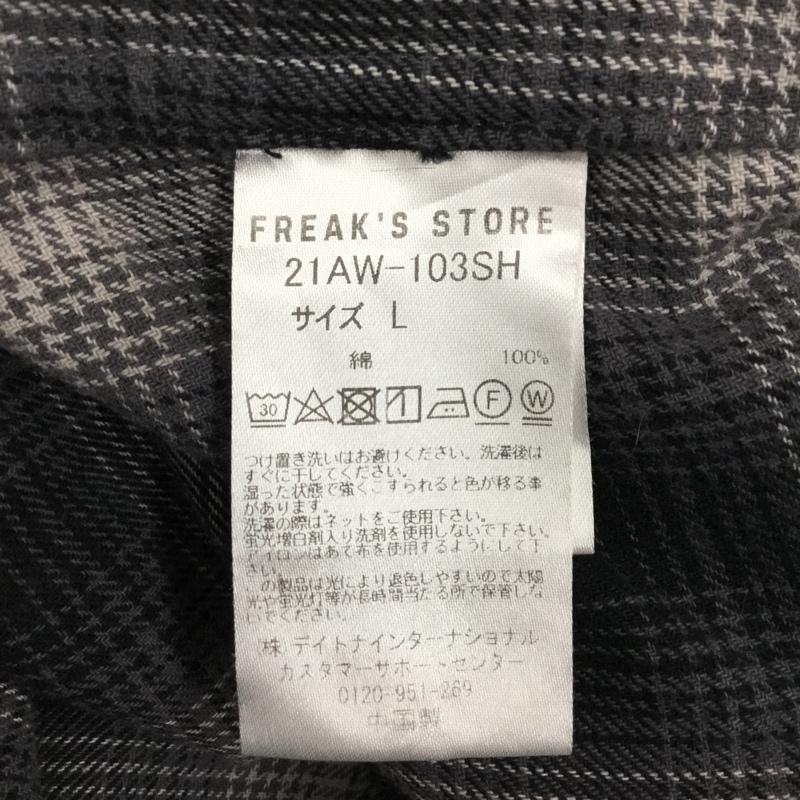 FREAK'S STORE
21AW-103SH
サイズ L
綿 100%
30 F W
つけ置き洗いはお避けください。洗濯後は
すぐに干してください。
湿った状態で強くこすられると色が移る事
があります。
洗濯の際はネットをご使用下さい。
蛍光増白剤入り洗剤を使用しないで下さい。
アイロンはあて布を使用するようにして下
さい。
の製品は光により退色しやすいので太陽
光や蛍光灯等が長時間当たる所で保管しな
いでください。
(株)デイトナインターナショナル
カスタマーサポートセンター
0120-951-269
中国製